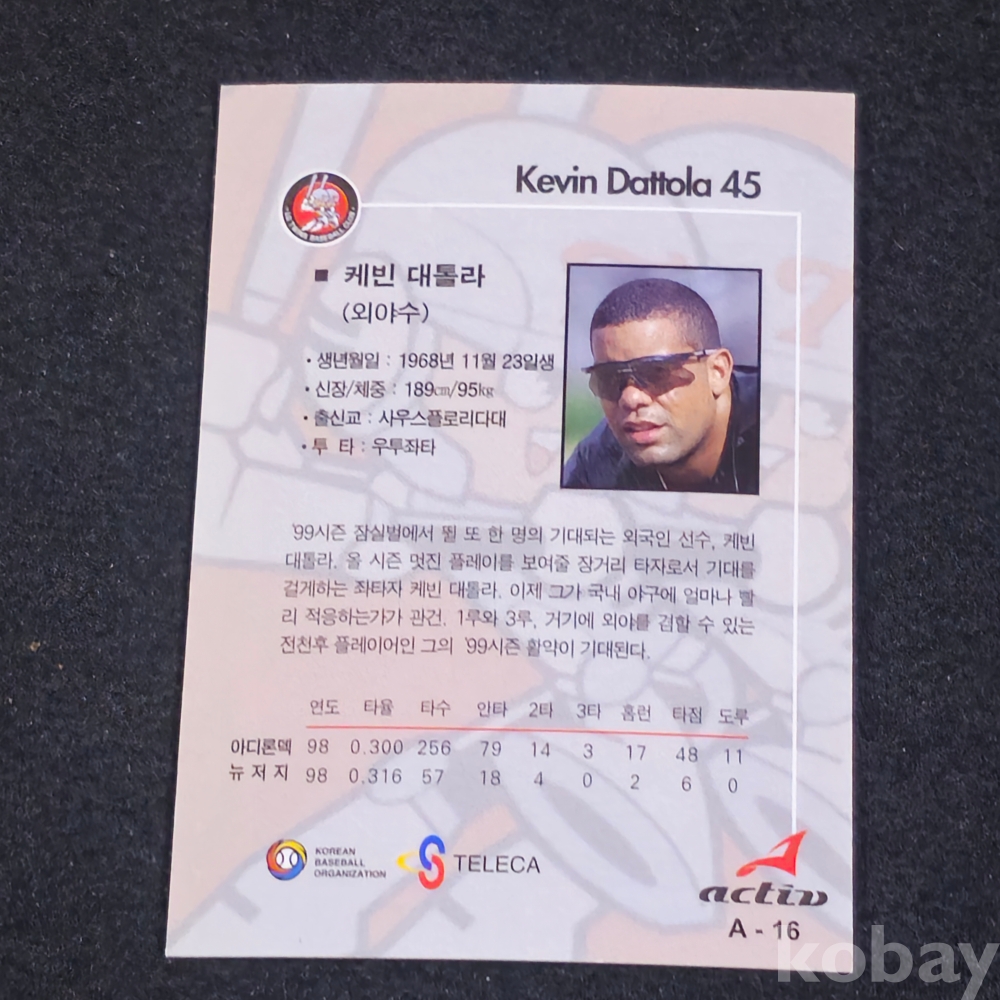 Kevin Dattola 45
LG TWINS BASEBALL CLUB
■ 케빈 대톨라
(외야수)
· 생년월일 : 1968년 11월 23일생
· 신장/체중 : 189cm/95kg
· 출신교 : 사우스플로리다대
· 투 타 : 우투좌타
'99시즌 잠실벌에서 뛸 또 한 명의 기대되는 외국인 선수, 케빈
대톨라. 올 시즌 멋진 플레이를 보여줄 장거리 타자로서 기대를
걸게하는 좌타자 케빈 대톨라. 이제 그가 국내 야구에 얼마나 빨
리 적응하는가가 관건. 1루와 3루, 거기에 외야를 겸할 수 있는
전천후 플레이어인 그의 '99시즌 활약이 기대된다.
연도 타율 타수 안타 2타 3타 홈런 타점 도루
아디론덱 98 0.300 256 79 14 3 17 48 11
뉴 저 지 98 0.316 57 18 4 0 2 6 0
KOREAN
BASEBALL
ORGANIZATION
TELECA
activ
A - 16
kobay